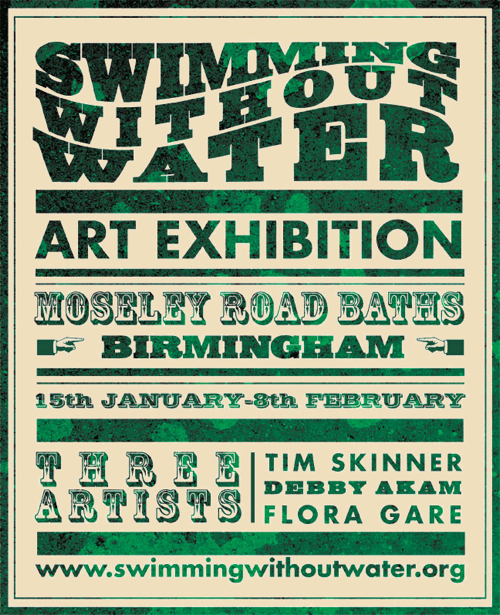 SWIMMING
WITHOUT
WATER
ART EXHIBITION
MOSELEY ROAD BATHS
BIRMINGHAM
15th JANUARY-8th FEBRUARY
THREE
ARTISTS
TIM SKINNER
DEBBY AKAM
FLORA GARE
www.swimmingwithoutwater.org